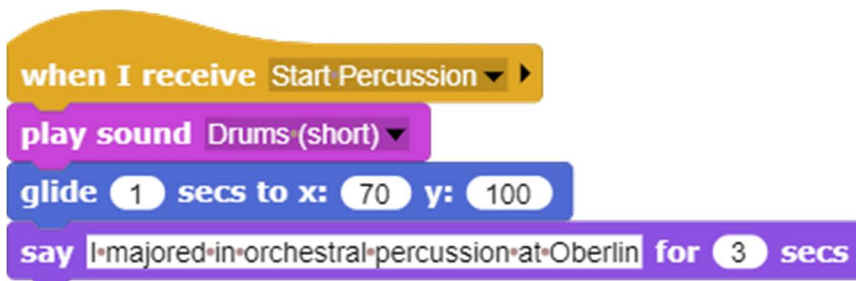 when I receive Start Percussion
play sound Drums (short)
glide 1 secs to x: 70 y: 100
say I majored in orchestral percussion at Oberlin for 3 secs